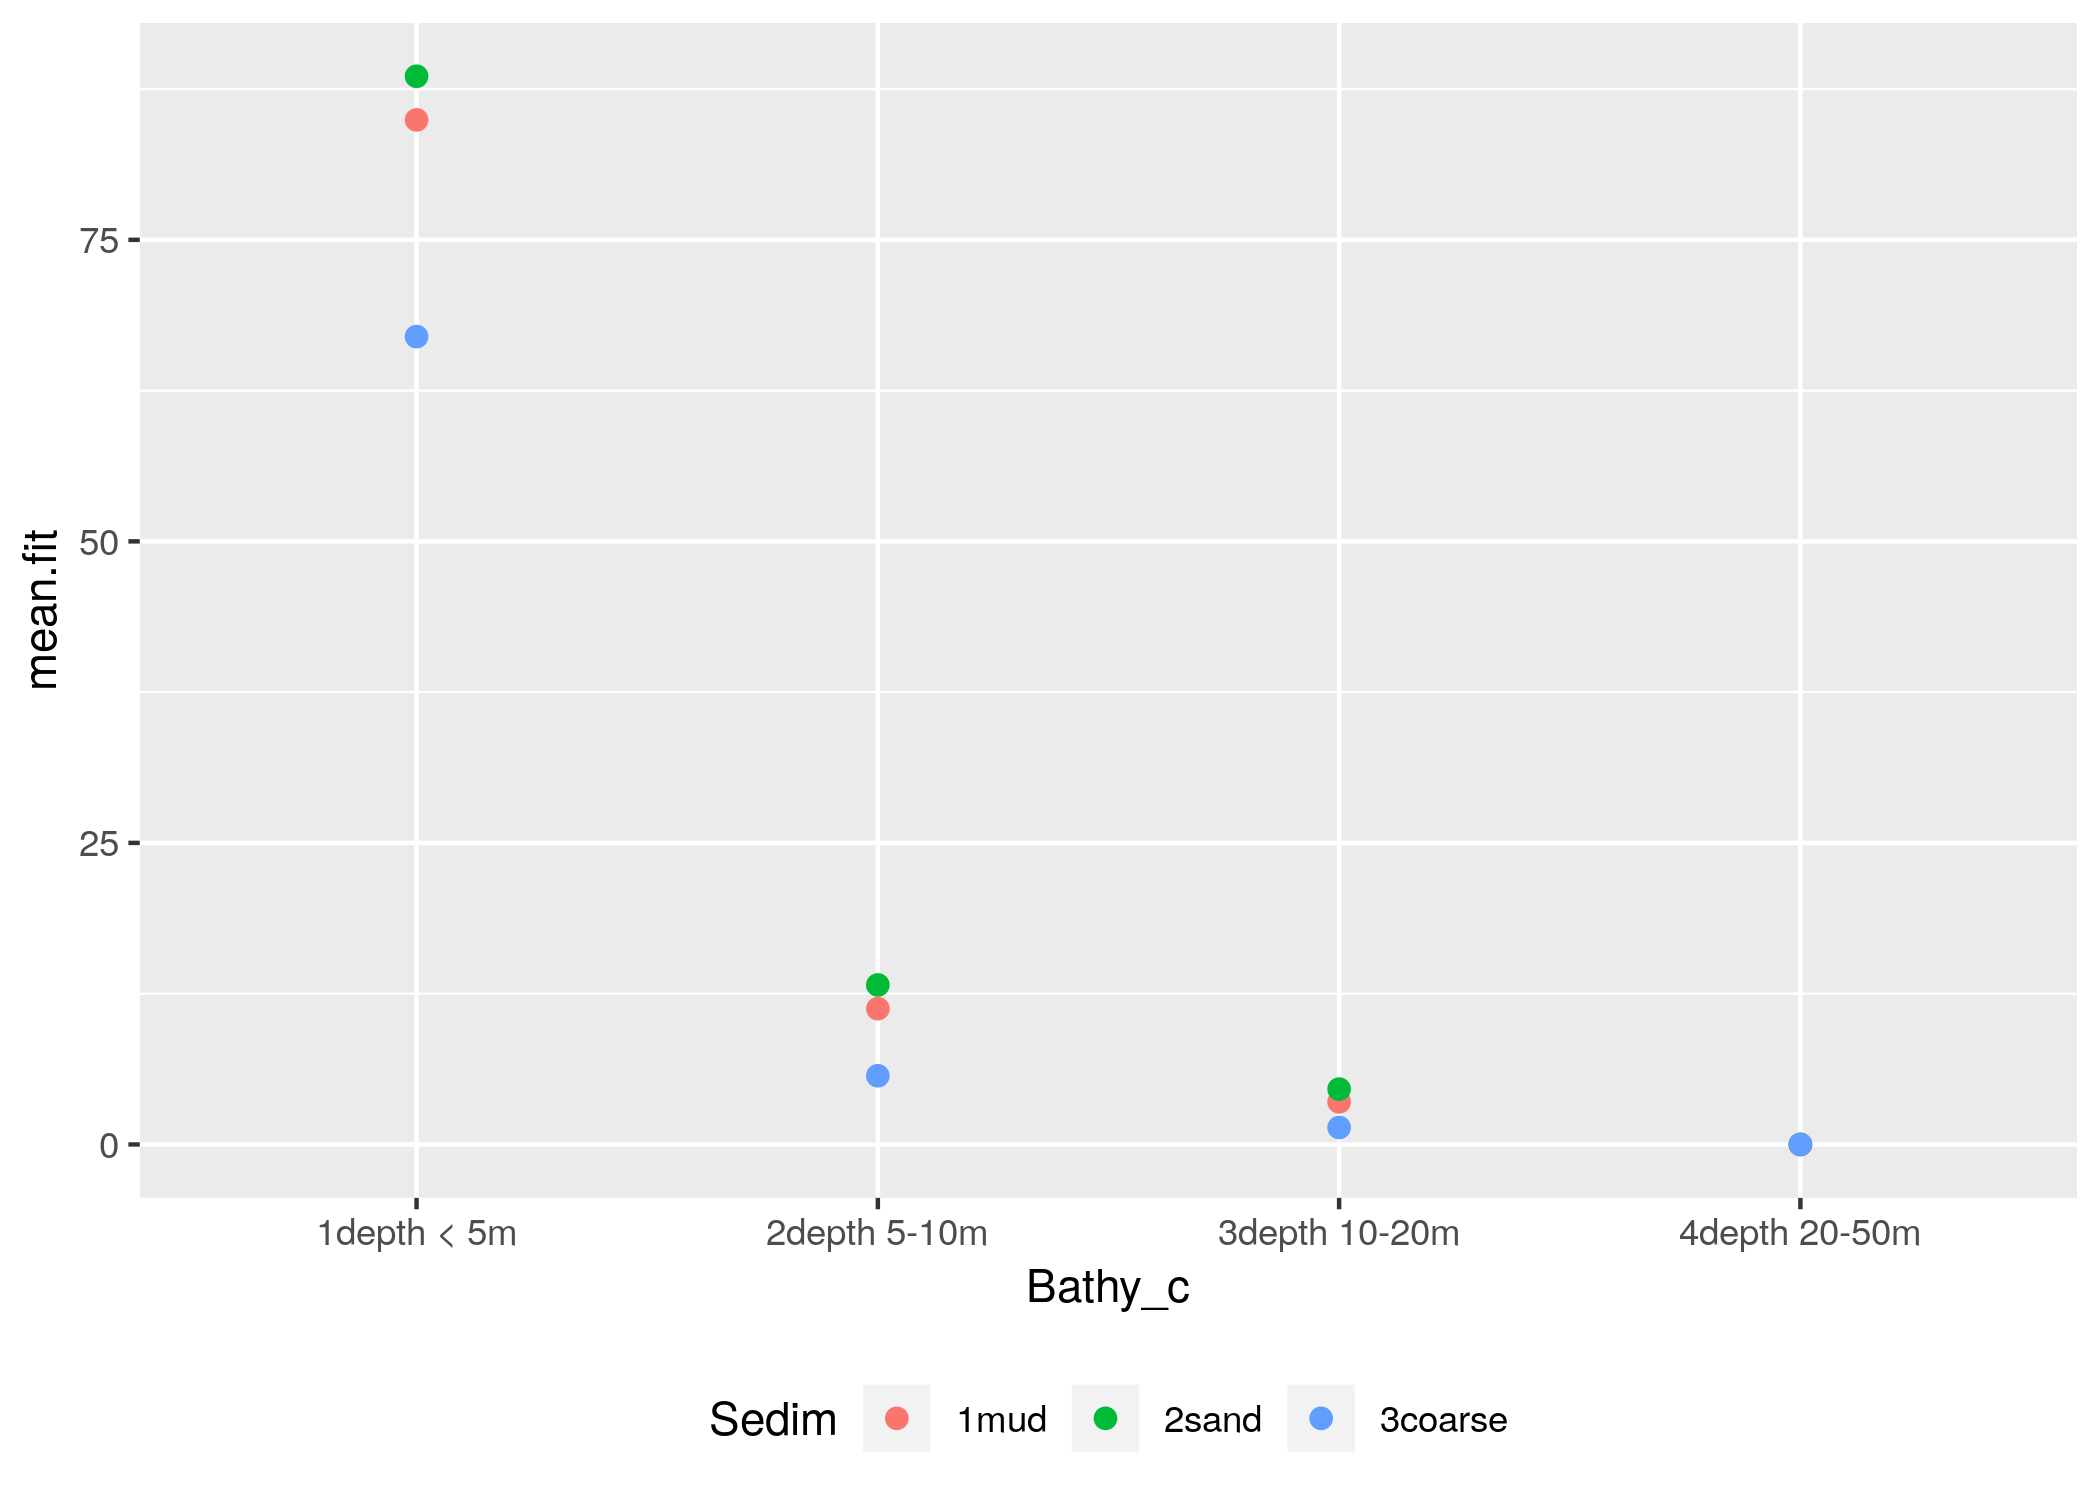 mean.fit
75
50
25
0
1depth < 5m 2depth 5-10m 3depth 10-20m 4depth 20-50m
Bathy_c
Sedim 1mud 2sand 3coarse